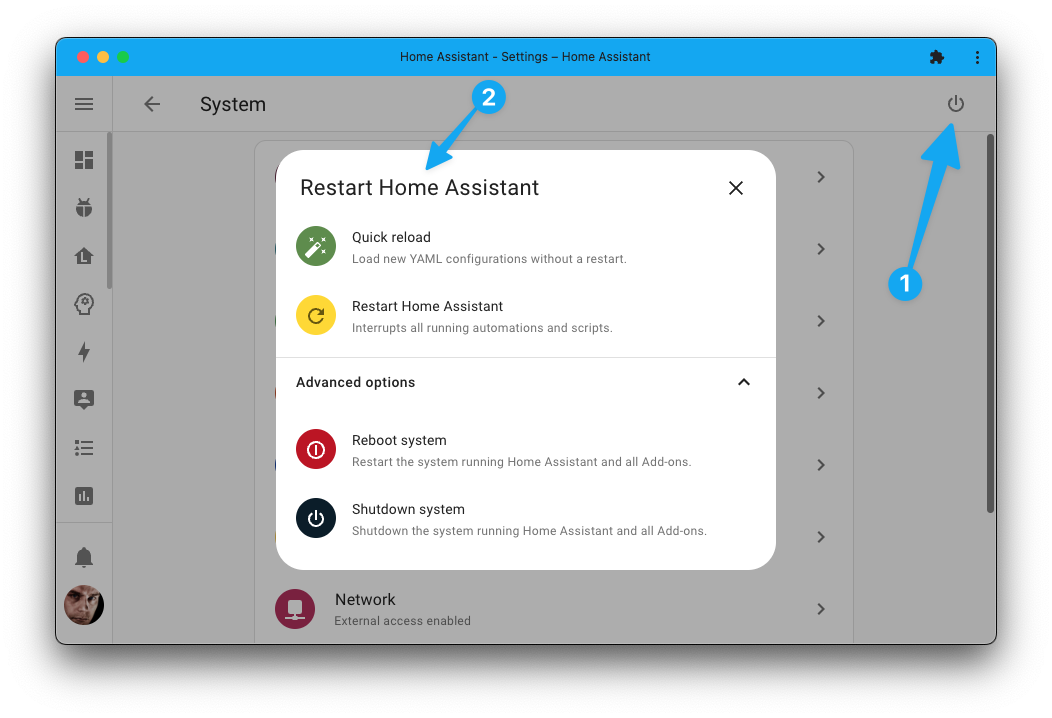 Home Assistant - Settings – Home Assistant
System
2
1
Restart Home Assistant
Quick reload
Load new YAML configurations without a restart.
Restart Home Assistant
Interrupts all running automations and scripts.
Advanced options
Reboot system
Restart the system running Home Assistant and all Add-ons.
Shutdown system
Shutdown the system running Home Assistant and all Add-ons.
Network
External access enabled